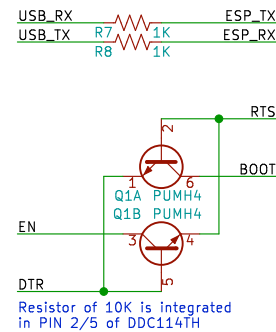 USB_RX R7 1K ESP_TX
USB_TX R8 1K ESP_RX
RTS
2
1 6 BOOT
Q1A PUMH4
Q1B PUMH4
EN 3 4
5
DTR
Resistor of 10K is integrated
in PIN 2/5 of DDC114TH